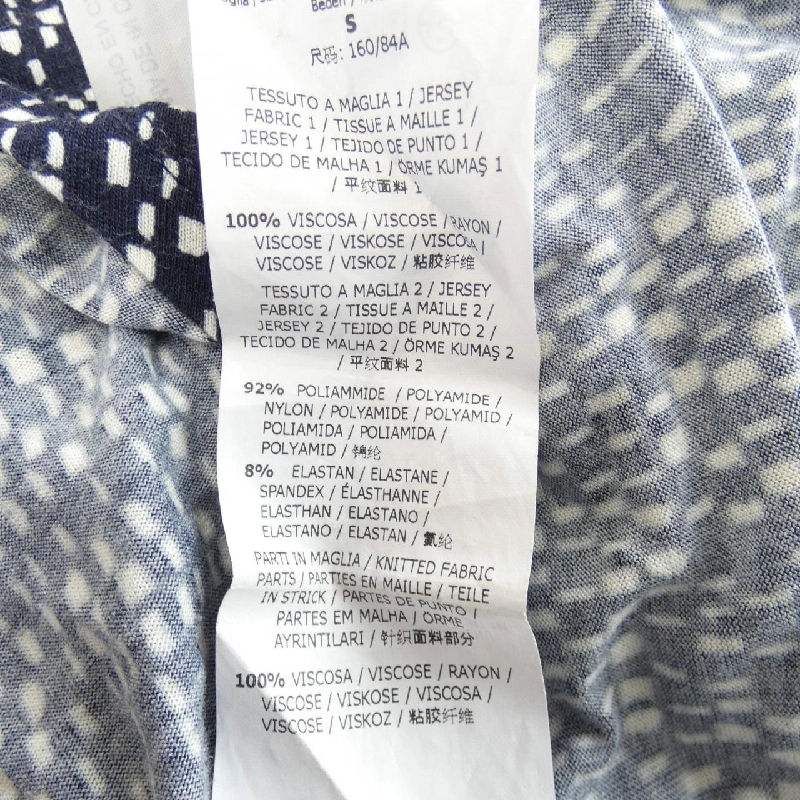 S
尺码: 160/84A
TESSUTO A MAGLIA 1 / JERSEY
FABRIC 1 / TISSUE A MAILLE 1 /
JERSEY 1 / TEJIDO DE PUNTO 1 /
TECIDO DE MALHA 1 / ÖRME KUMAŞ 1
/ 平纹面料 1
100% VISCOSA / VISCOSE / RAYON /
VISCOSE / VISKOSE / VISCOSA /
VISCOSE / VISKOZ / 粘胶纤维
TESSUTO A MAGLIA 2 / JERSEY
FABRIC 2 / TISSUE A MAILLE 2 /
JERSEY 2 / TEJIDO DE PUNTO 2 /
TECIDO DE MALHA 2 / ÖRME KUMAŞ 2
/ 平纹面料 2
92% POLIAMMIDE / POLYAMIDE /
NYLON / POLYAMIDE / POLYAMID /
POLIAMIDA / POLIAMIDA /
POLYAMID / 锦纶
8% ELASTAN / ELASTANE /
SPANDEX / ÉLASTHANNE /
ELASTHAN / ELASTANO /
ELASTANO / ELASTAN / 氨纶
PARTI IN MAGLIA / KNITTED FABRIC
PARTS / PARTIES EN MAILLE / TEILE
IN STRICK / PARTES DE PUNTO /
PARTES EM MALHA / ÖRME
AYRINTILARI / 针织面料部分
100% VISCOSA / VISCOSE / RAYON /
VISCOSE / VISKOSE / VISCOSA /
VISCOSE / VISKOZ / 粘胶纤维